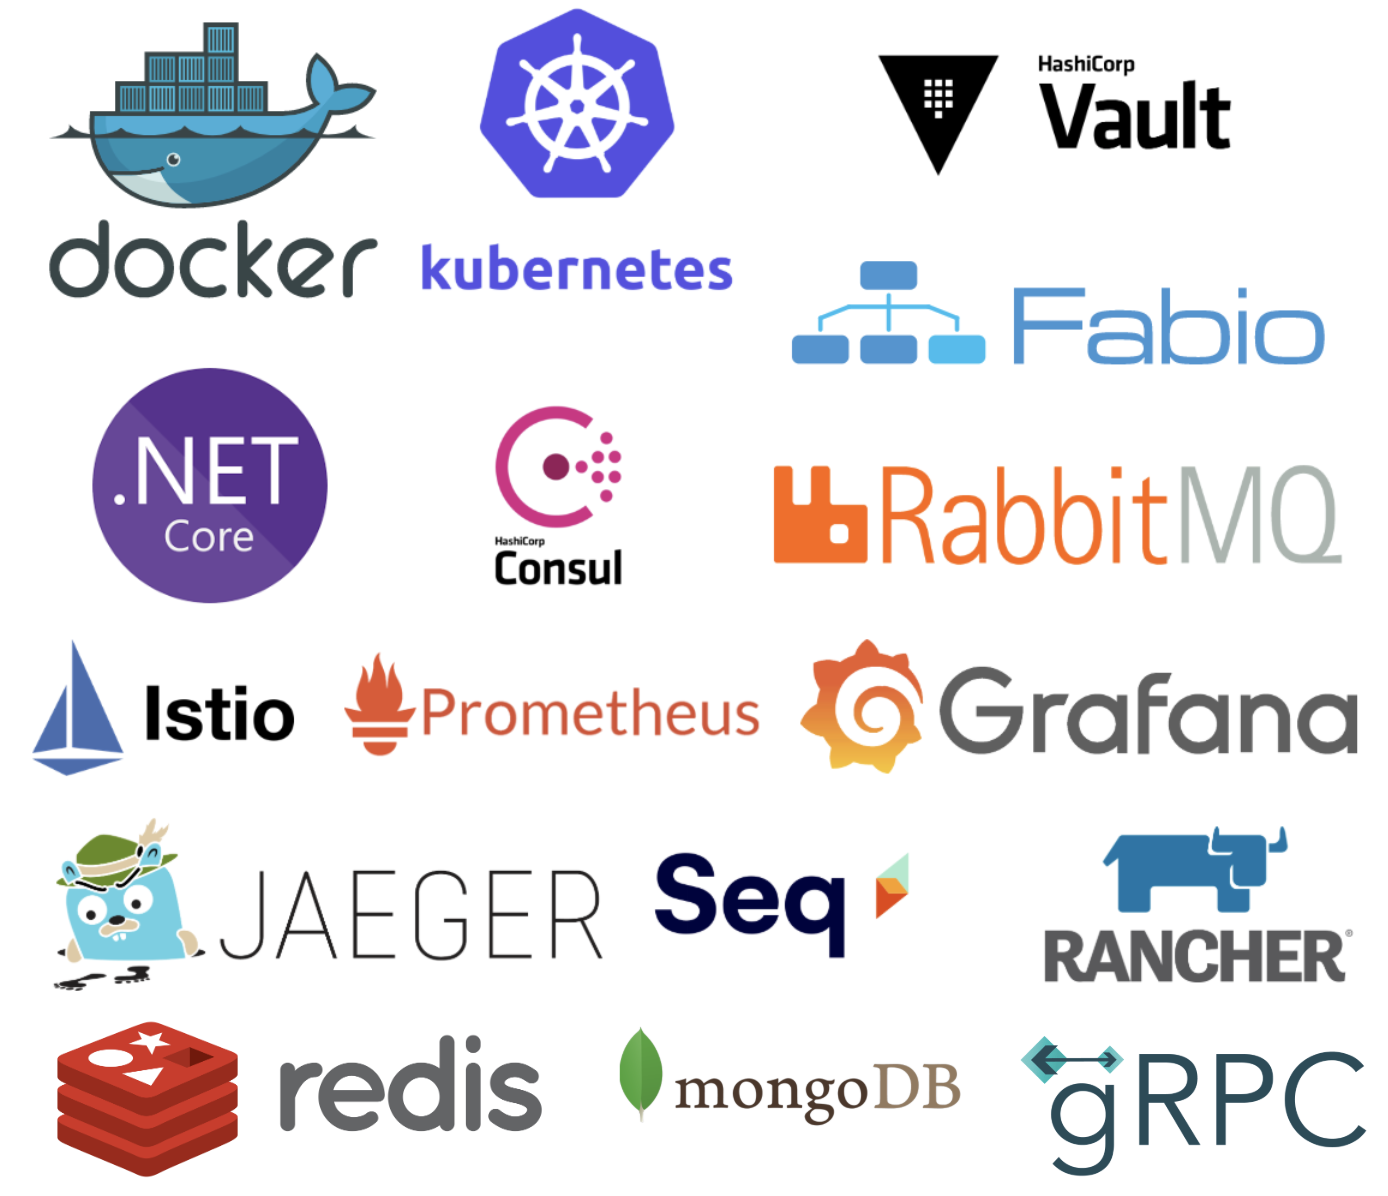 docker
kubernetes
HashiCorp
Vault
Fabio
.NET
Core
HashiCorp
Consul
RabbitMQ
Istio
Prometheus
Grafana
JAEGER
Seq
RANCHER®
redis
mongoDB
gRPC